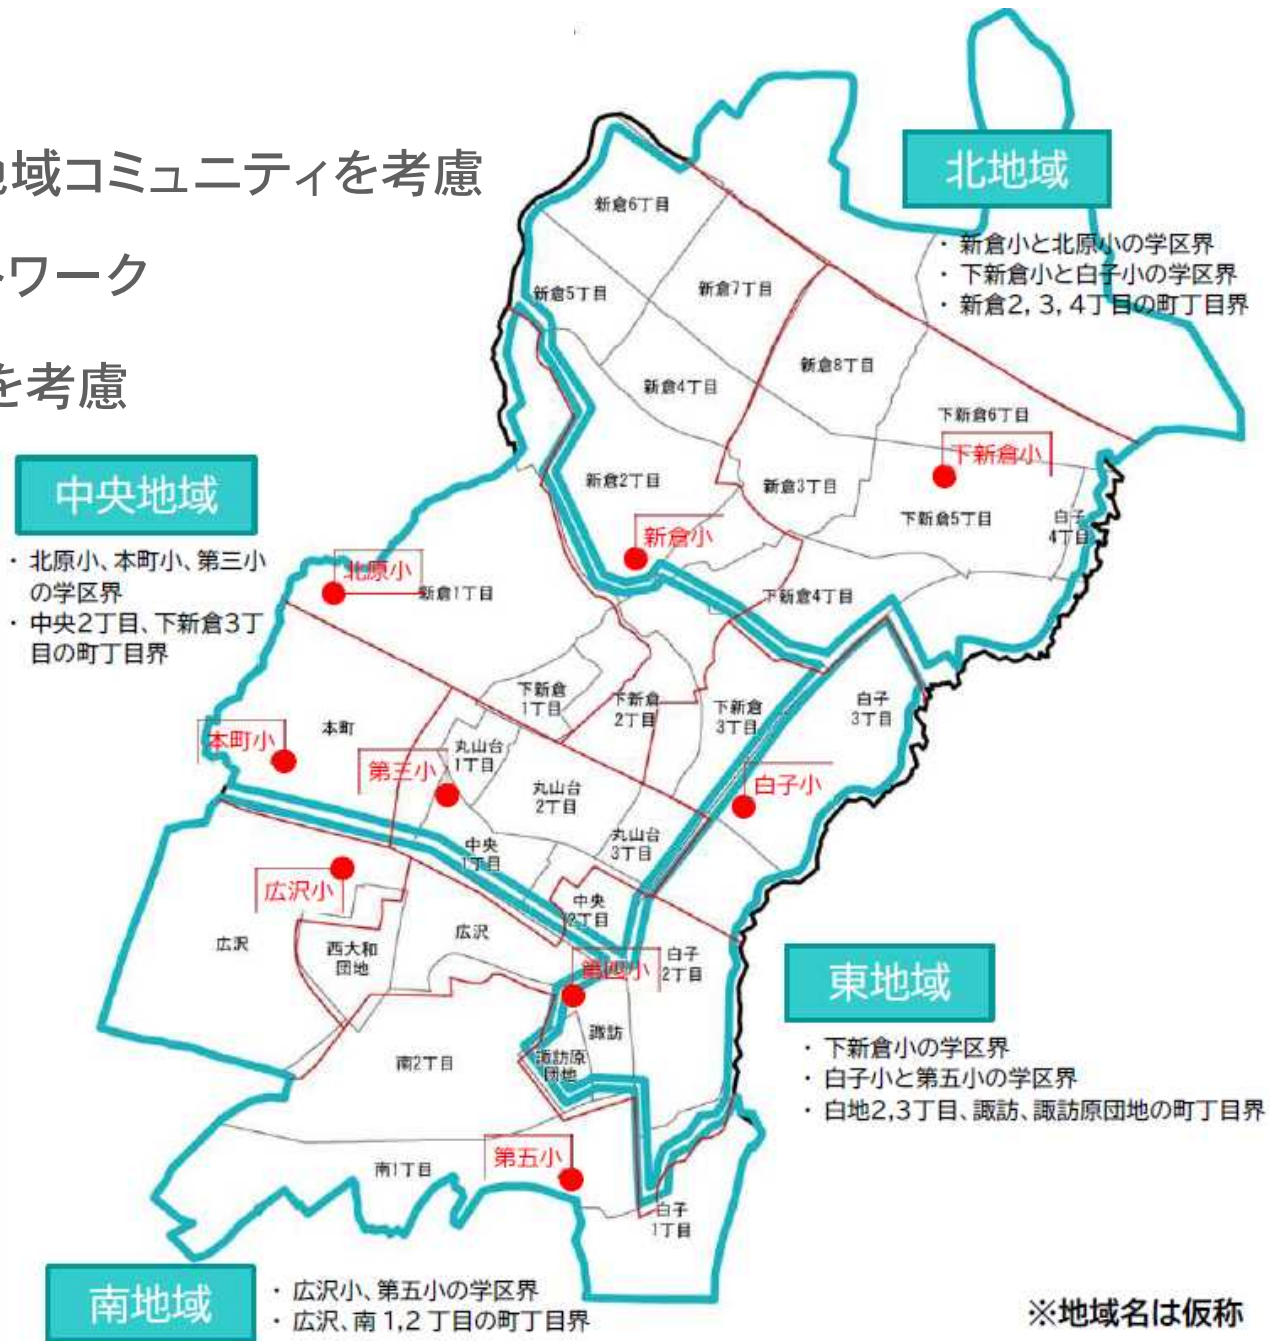 地域コミュニティを考慮
トワーク
を考慮
北地域
・ 新倉小と北原小の学区界
・ 下新倉小と白子小の学区界
・ 新倉2, 3, 4丁目の町丁目界
新倉6丁目
新倉5丁目
新倉7丁目
新倉8丁目
新倉4丁目
下新倉6丁目
下新倉小
新倉2丁目
新倉3丁目
下新倉5丁目
白子
4丁目
中央地域
・ 北原小、本町小、第三小
の学区界
・ 中央2丁目、下新倉3丁
目の町丁目界
新倉小
北原小
新倉1丁目
下新倉4丁目
下新倉
1丁目
下新倉
2丁目
下新倉
3丁目
白子
3丁目
本町
本町小
丸山台
1丁目
第三小
丸山台
2丁目
白子小
丸山台
3丁目
中央
1丁目
広沢小
中央
2丁目
広沢
西大和
団地
広沢
第四小
白子
2丁目
東地域
・ 下新倉小の学区界
・ 白子小と第五小の学区界
・ 白地2,3丁目、諏訪、諏訪原団地の町丁目界
諏訪
諏訪原
団地
南2丁目
第五小
南1丁目
白子
1丁目
南地域
・ 広沢小、第五小の学区界
・ 広沢、南 1,2 丁目の町丁目界
※地域名は仮称